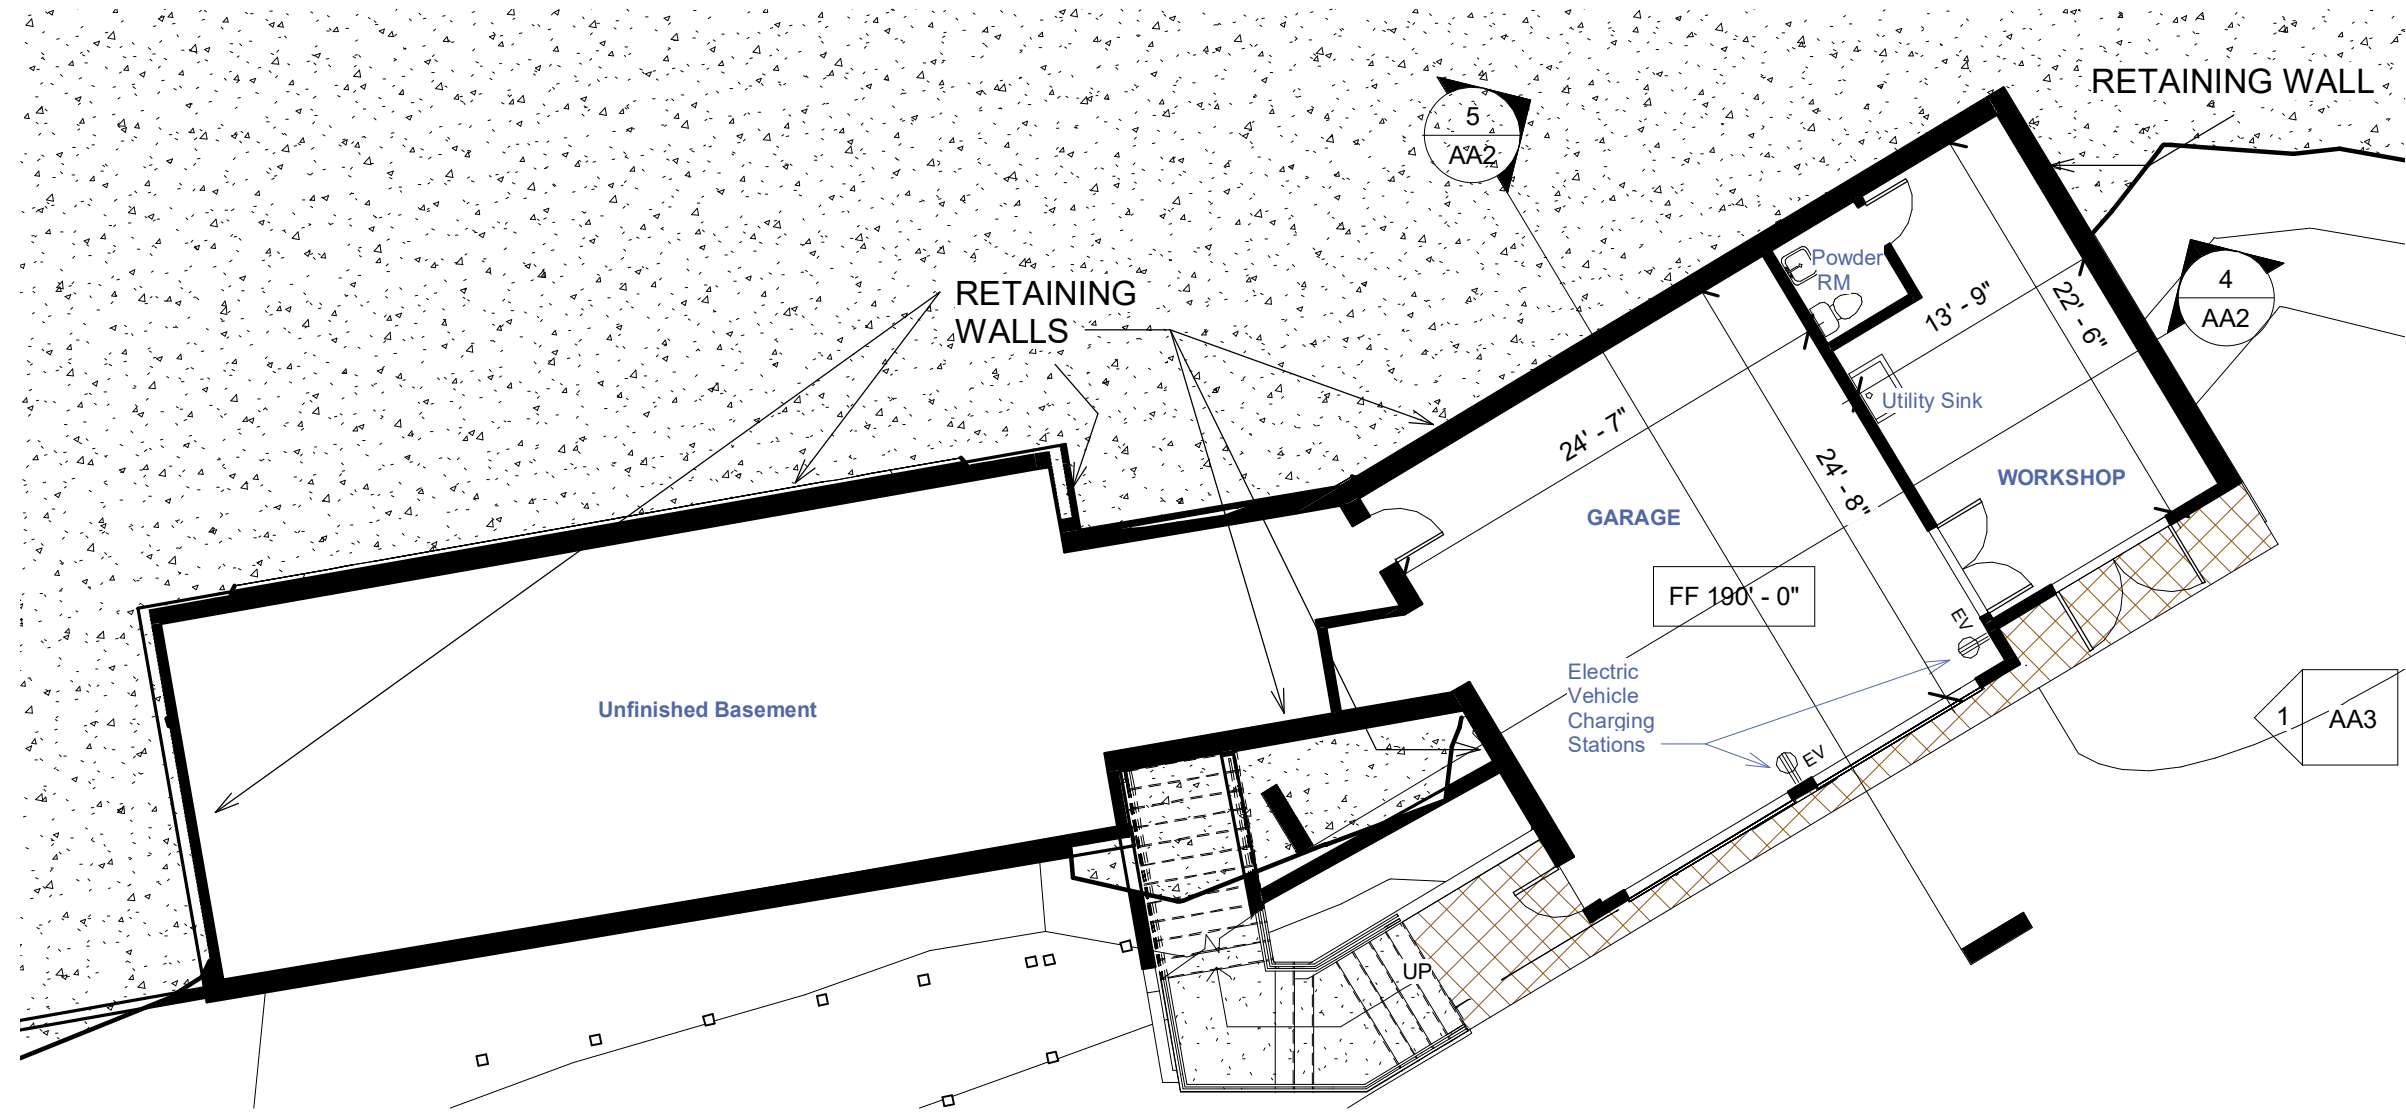 RETAINING WALL
5
AA2
Powder
RM
RETAINING
WALLS
4
AA2
13' - 9"
22' - 6"
Utility Sink
24' - 7"
24' - 8"
WORKSHOP
GARAGE
FF 190' - 0"
EV
Electric
Vehicle
Charging
Stations
EV
Unfinished Basement
1
AA3
UP